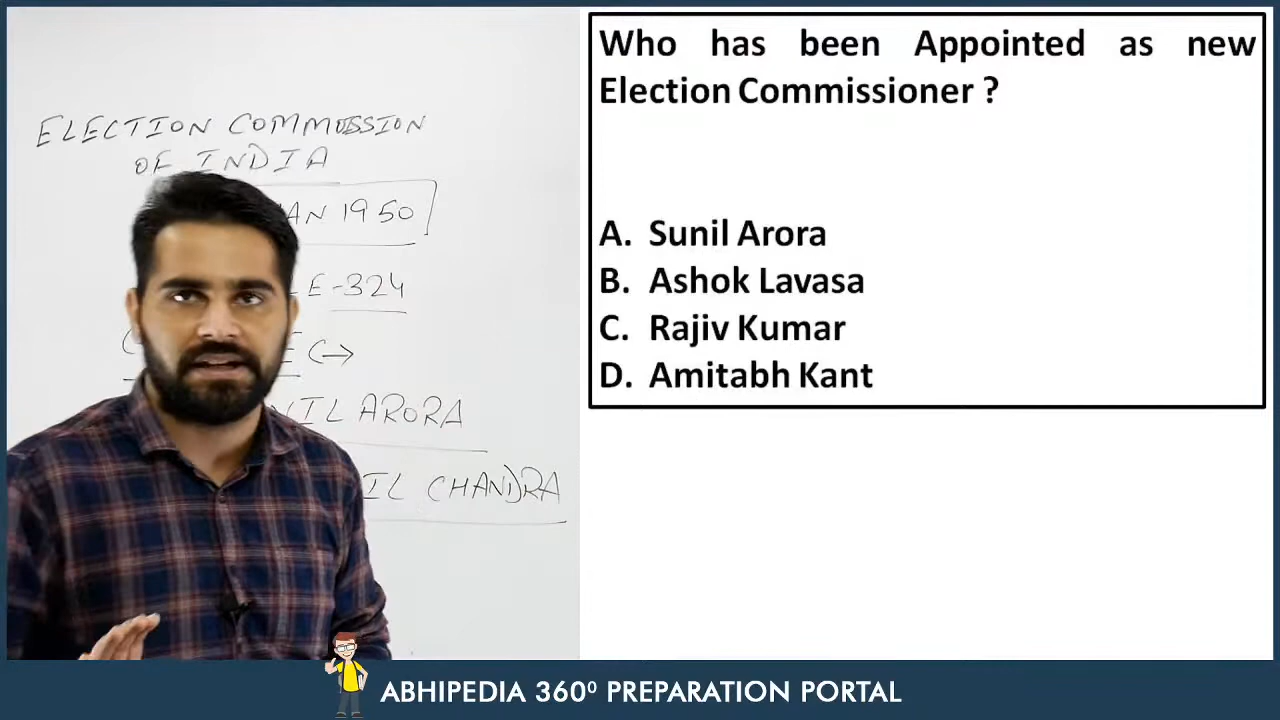 ELECTION COMMISSION
OF INDIA
AN 1950
LE-324
IL ARORA
IL CHANDRA
Who has been Appointed as new
Election Commissioner ?
A. Sunil Arora
B. Ashok Lavasa
C. Rajiv Kumar
D. Amitabh Kant
ABHIPEDIA 360⁰ PREPARATION PORTAL